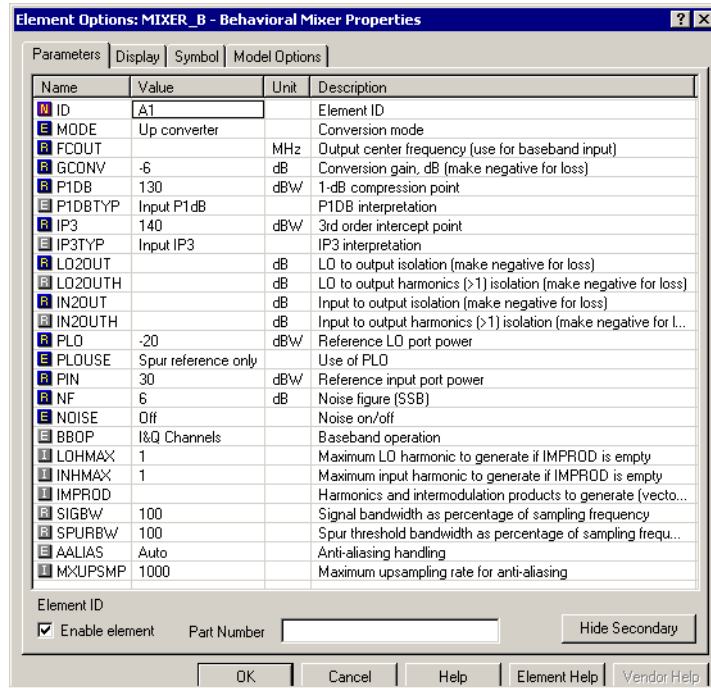 Element Options: MIXER_B - Behavioral Mixer Properties
Parameters Display Symbol Model Options
Name Value Unit Description
N ID A1 Element ID
E MODE Up converter Conversion mode
R FCOUT MHz Output center frequency (use for baseband input)
R GCONV -6 dB Conversion gain, dB (make negative for loss)
R P1DB 130 dBW 1-dB compression point
E P1DBTYP Input P1dB P1DB interpretation
R IP3 140 dBW 3rd order intercept point
E IP3TYP Input IP3 IP3 interpretation
R LO2OUT dB LO to output isolation (make negative for loss)
R LO2OUTH dB LO to output harmonics (>1) isolation (make negative for loss)
R IN2OUT dB Input to output isolation (make negative for loss)
R IN2OUTH dB Input to output harmonics (>1) isolation (make negative for l...
R PLO -20 dBW Reference LO port power
E PLOUSE Spur reference only Use of PLO
R PIN 30 dBW Reference input port power
R NF 6 dB Noise figure (SSB)
E NOISE Off Noise on/off
E BBOP I&Q Channels Baseband operation
I LOHMAX 1 Maximum LO harmonic to generate if IMPROD is empty
I INHMAX 1 Maximum input harmonic to generate if IMPROD is empty
I IMPROD Harmonics and intermodulation products to generate (vecto...
R SIGBW 100 Signal bandwidth as percentage of sampling frequency
R SPURBW 100 Spur threshold bandwidth as percentage of sampling frequ...
E AALIAS Auto Anti-aliasing handling
I MXUPSMP 1000 Maximum upsampling rate for anti-aliasing
Element ID
Enable element Part Number Hide Secondary
OK Cancel Help Element Help Vendor Help